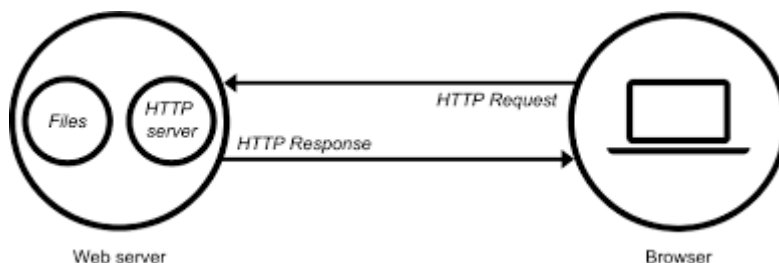 Files
HTTP
server
HTTP Request
HTTP Response
Web server
Browser